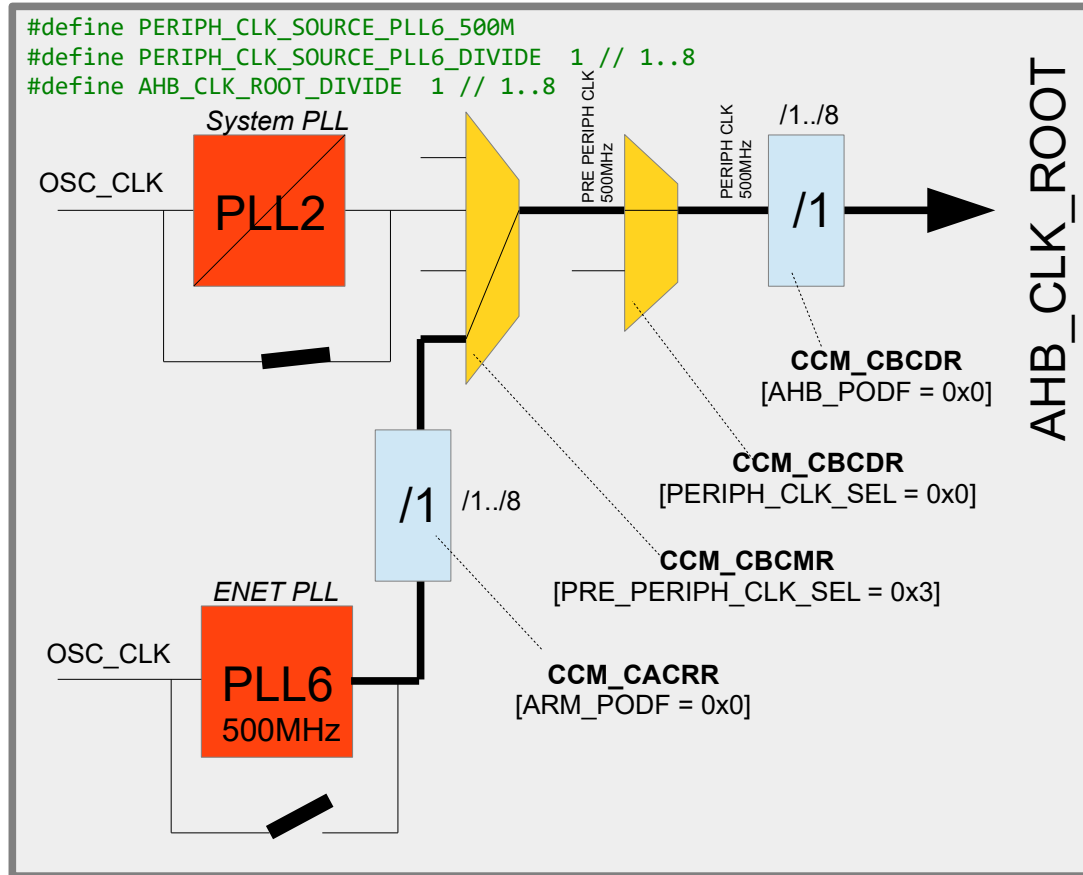 #define PERIPH_CLK_SOURCE_PLL6_500M
#define PERIPH_CLK_SOURCE_PLL6_DIVIDE  1 // 1..8
#define AHB_CLK_ROOT_DIVIDE  1 // 1..8
System PLL
OSC_CLK
PLL2
PRE PERIPH CLK
500MHz
PERIPH CLK
500MHz
/1../8
/1
AHB_CLK_ROOT
CCM_CBCDR
[AHB_PODF = 0x0]
CCM_CBCDR
[PERIPH_CLK_SEL = 0x0]
/1
/1../8
CCM_CBCMR
[PRE_PERIPH_CLK_SEL = 0x3]
ENET PLL
OSC_CLK
PLL6
500MHz
CCM_CACRR
[ARM_PODF = 0x0]